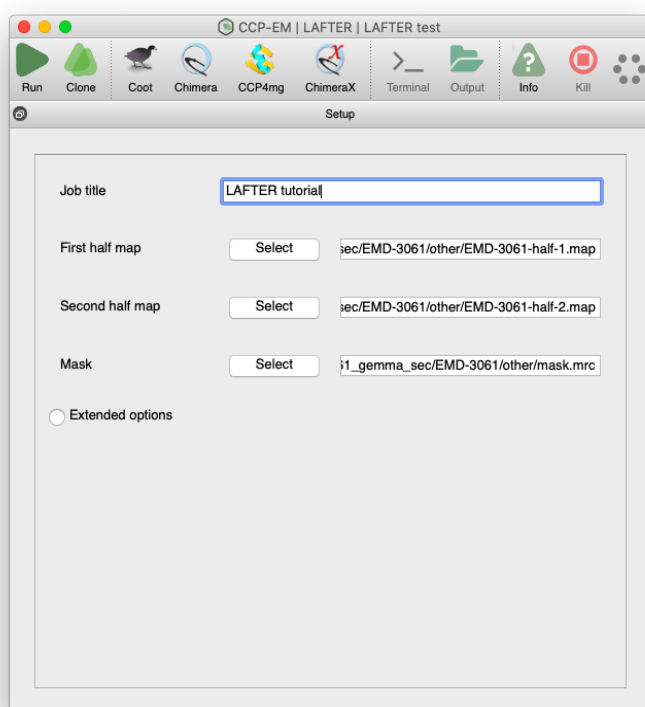 CCP-EM | LAFTER | LAFTER test
Run Clone Coot Chimera CCP4mg ChimeraX Terminal Output Info Kill
Setup
Job title LAFTER tutorial
First half map Select sec/EMD-3061/other/EMD-3061-half-1.map
Second half map Select sec/EMD-3061/other/EMD-3061-half-2.map
Mask Select 61_gemma_sec/EMD-3061/other/mask.mrc
Extended options